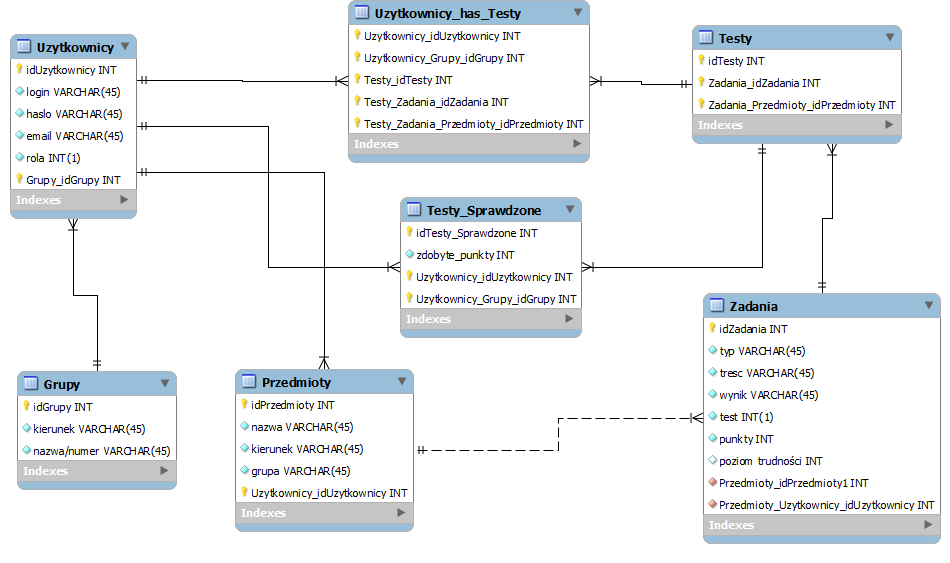 Uzytkownicy
idUzytkownicy INT
login VARCHAR(45)
haslo VARCHAR(45)
email VARCHAR(45)
rola INT(1)
Grupy_idGrupy INT
Indexes
Uzytkownicy_has_Testy
Uzytkownicy_idUzytkownicy INT
Uzytkownicy_Grupy_idGrupy INT
Testy_idTesty INT
Testy_Zadania_idZadania INT
Testy_Zadania_Przedmioty_idPrzedmioty INT
Indexes
Testy
idTesty INT
Zadania_idZadania INT
Zadania_Przedmioty_idPrzedmioty INT
Indexes
Testy_Sprawdzone
idTesty_Sprawdzone INT
zdobyte_punkty INT
Uzytkownicy_idUzytkownicy INT
Uzytkownicy_Grupy_idGrupy INT
Indexes
Grupy
idGrupy INT
kierunek VARCHAR(45)
nazwa/numer VARCHAR(45)
Indexes
Przedmioty
idPrzedmioty INT
nazwa VARCHAR(45)
kierunek VARCHAR(45)
grupa VARCHAR(45)
Uzytkownicy_idUzytkownicy INT
Indexes
Zadania
idZadania INT
typ VARCHAR(45)
tresc VARCHAR(45)
wynik VARCHAR(45)
test INT(1)
punkty INT
poziom trudności INT
Przedmioty_idPrzedmioty1 INT
Przedmioty_Uzytkownicy_idUzytkownicy INT
Indexes